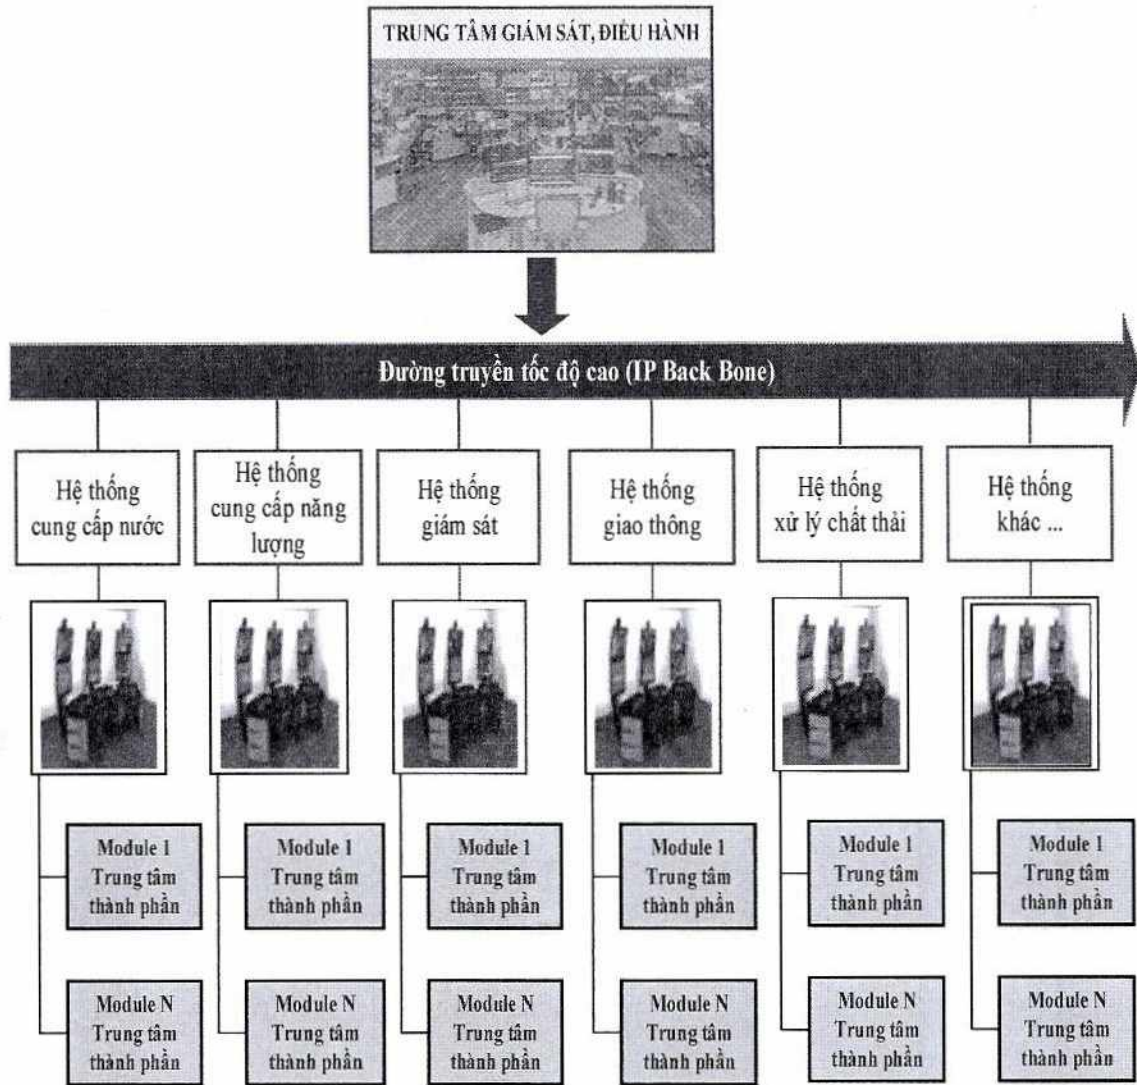 TRUNG TÂM GIÁM SÁT, ĐIỀU HÀNH
Đường truyền tốc độ cao (IP Back Bone)
Hệ thống
cung cấp nước
Hệ thống
cung cấp năng
lượng
Hệ thống
giám sát
Hệ thống
giao thông
Hệ thống
xử lý chất thải
Hệ thống
khác ...
Module 1
Trung tâm
thành phần
Module 1
Trung tâm
thành phần
Module 1
Trung tâm
thành phần
Module 1
Trung tâm
thành phần
Module 1
Trung tâm
thành phần
Module 1
Trung tâm
thành phần
Module N
Trung tâm
thành phần
Module N
Trung tâm
thành phần
Module N
Trung tâm
thành phần
Module N
Trung tâm
thành phần
Module N
Trung tâm
thành phần
Module N
Trung tâm
thành phần